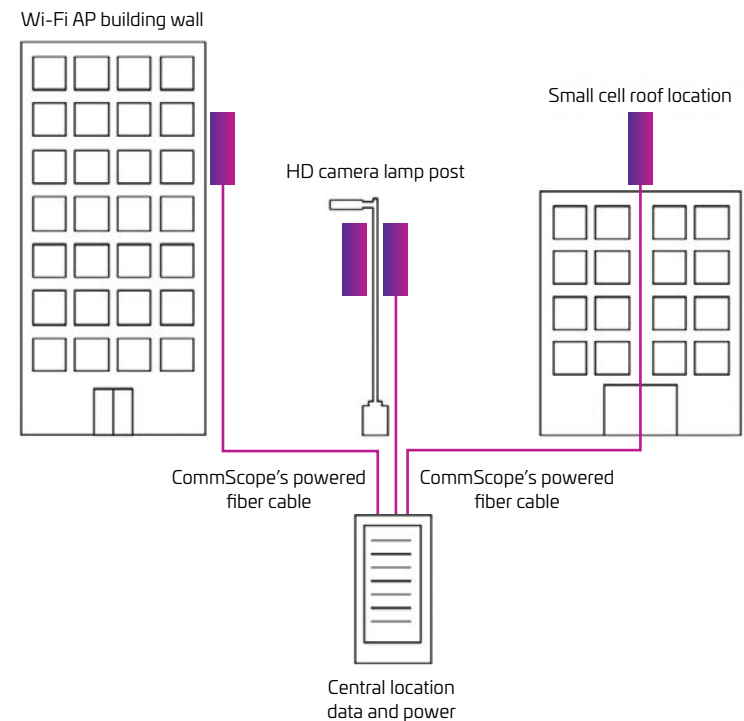 Wi-Fi AP building wall
Small cell roof location
HD camera lamp post
CommScope's powered
fiber cable
CommScope's powered
fiber cable
Central location
data and power